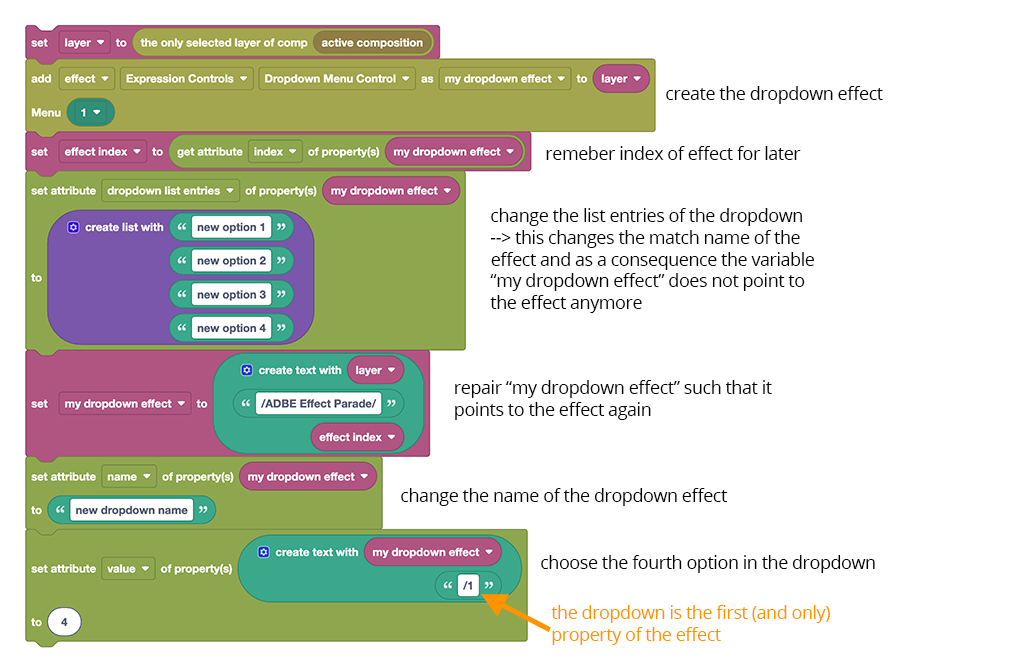 set layer to the only selected layer of comp active composition
add effect Expression Controls Dropdown Menu Control as my dropdown effect to layer
Menu 1
create the dropdown effect
set effect index to get attribute index of property(s) my dropdown effect
remeber index of effect for later
set attribute dropdown list entries of property(s) my dropdown effect
create list with “ new option 1 ”
“ new option 2 ”
to
“ new option 3 ”
“ new option 4 ”
change the list entries of the dropdown
--> this changes the match name of the
effect and as a consequence the variable
“my dropdown effect” does not point to
the effect anymore
create text with layer
set my dropdown effect to “ /ADBE Effect Parade/ ”
effect index
repair “my dropdown effect” such that it
points to the effect again
set attribute name of property(s) my dropdown effect
to “ new dropdown name ”
change the name of the dropdown effect
create text with my dropdown effect
set attribute value of property(s)
“ /1 ”
to 4
choose the fourth option in the dropdown
the dropdown is the first (and only)
property of the effect